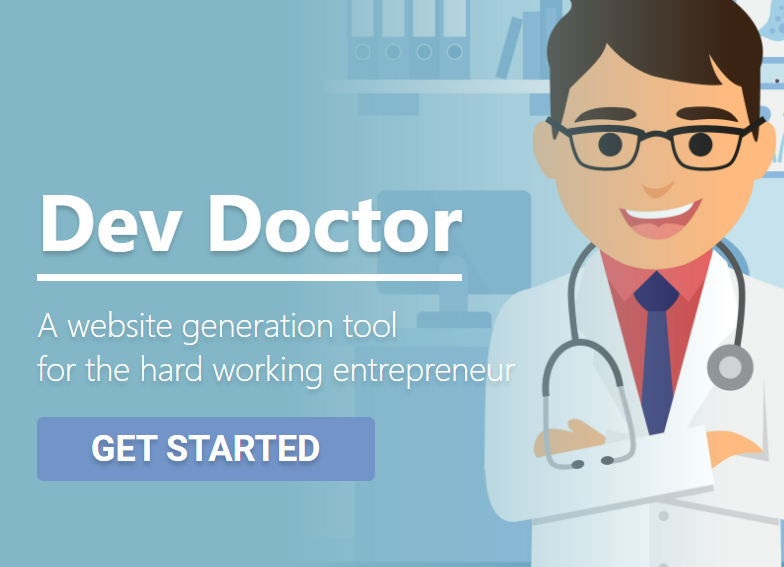 Dev Doctor
A website generation tool
for the hard working entrepreneur
GET STARTED